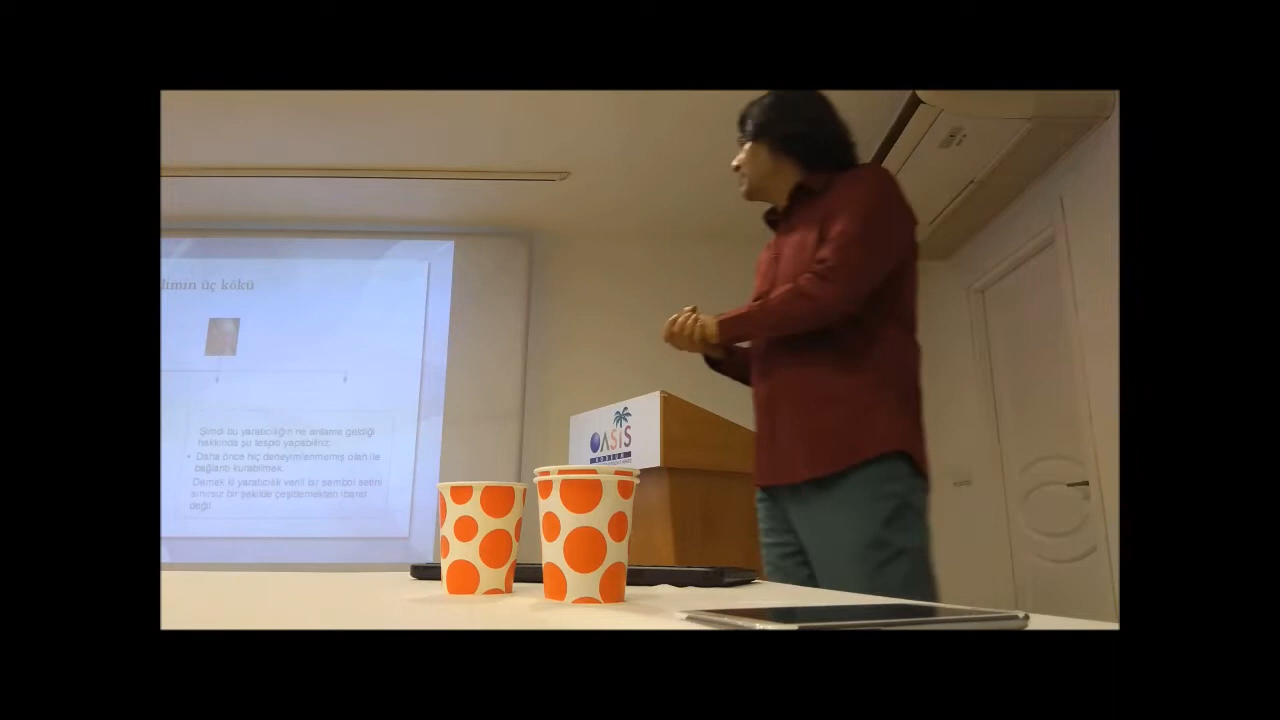 limin üç kökü
Şimdi bu yaratıcılığın ne anlama geldiği
hakkında şu tespiti yapabiliriz:
• Daha önce hiç deneyimlenmemiş olan ile
bağlantı kurabilmek.
Demek ki yaratıcılık verili bir sembol setini
sınırsız bir şekilde çeşitlemekten ibaret
değil.
OASIS
BODRUM